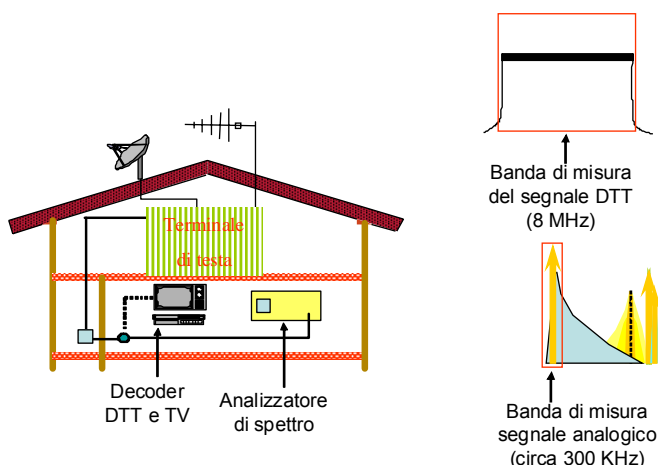 Terminale
di testa
Decoder
DTT e TV
Analizzatore
di spettro
Banda di misura
del segnale DTT
(8 MHz)
Banda di misura
segnale analogico
(circa 300 KHz)